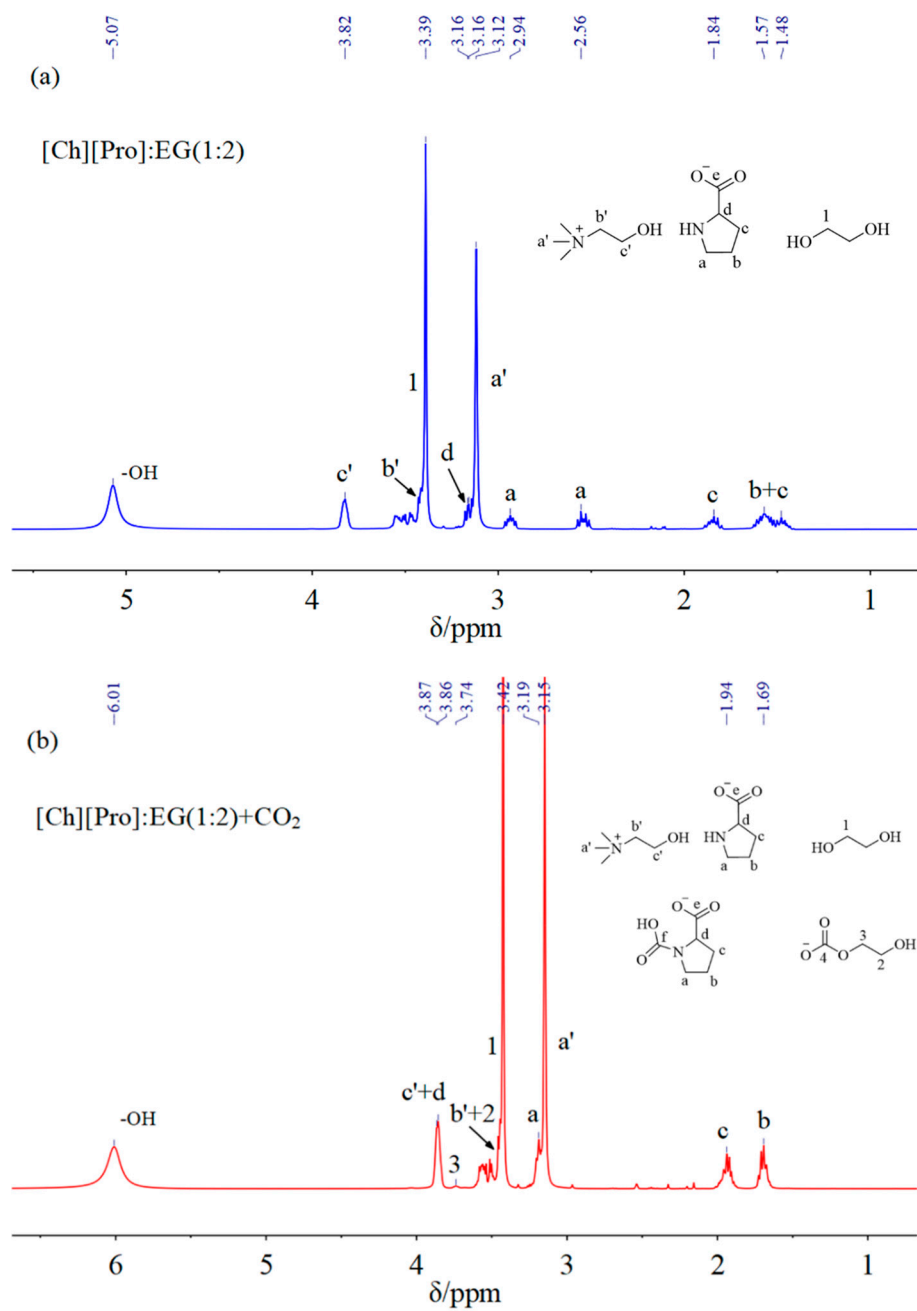 5.07 3.82 3.39 3.16 3.16 3.12 2.94 2.56 1.84 1.57 1.48
(a)
[Ch][Pro]:EG(1:2)
O⁻ e O
b' OH d 1 OH
a' N⁺ c' HN c HO
a b
1 a'
-OH c' b' d a a c b+c
5 4 3 2 1
δ/ppm
6.01 3.87 3.86 3.74 3.42 3.19 3.15 1.94 1.69
(b)
[Ch][Pro]:EG(1:2)+CO₂
O⁻ e O
b' OH d 1 OH
a' N⁺ c' HN c HO
a b
O⁻ e O
HO f d O 3 OH
O N c ⁻O 4 O 2
a b
1 a'
-OH c'+d 3 b'+2 a c b
6 5 4 3 2 1
δ/ppm